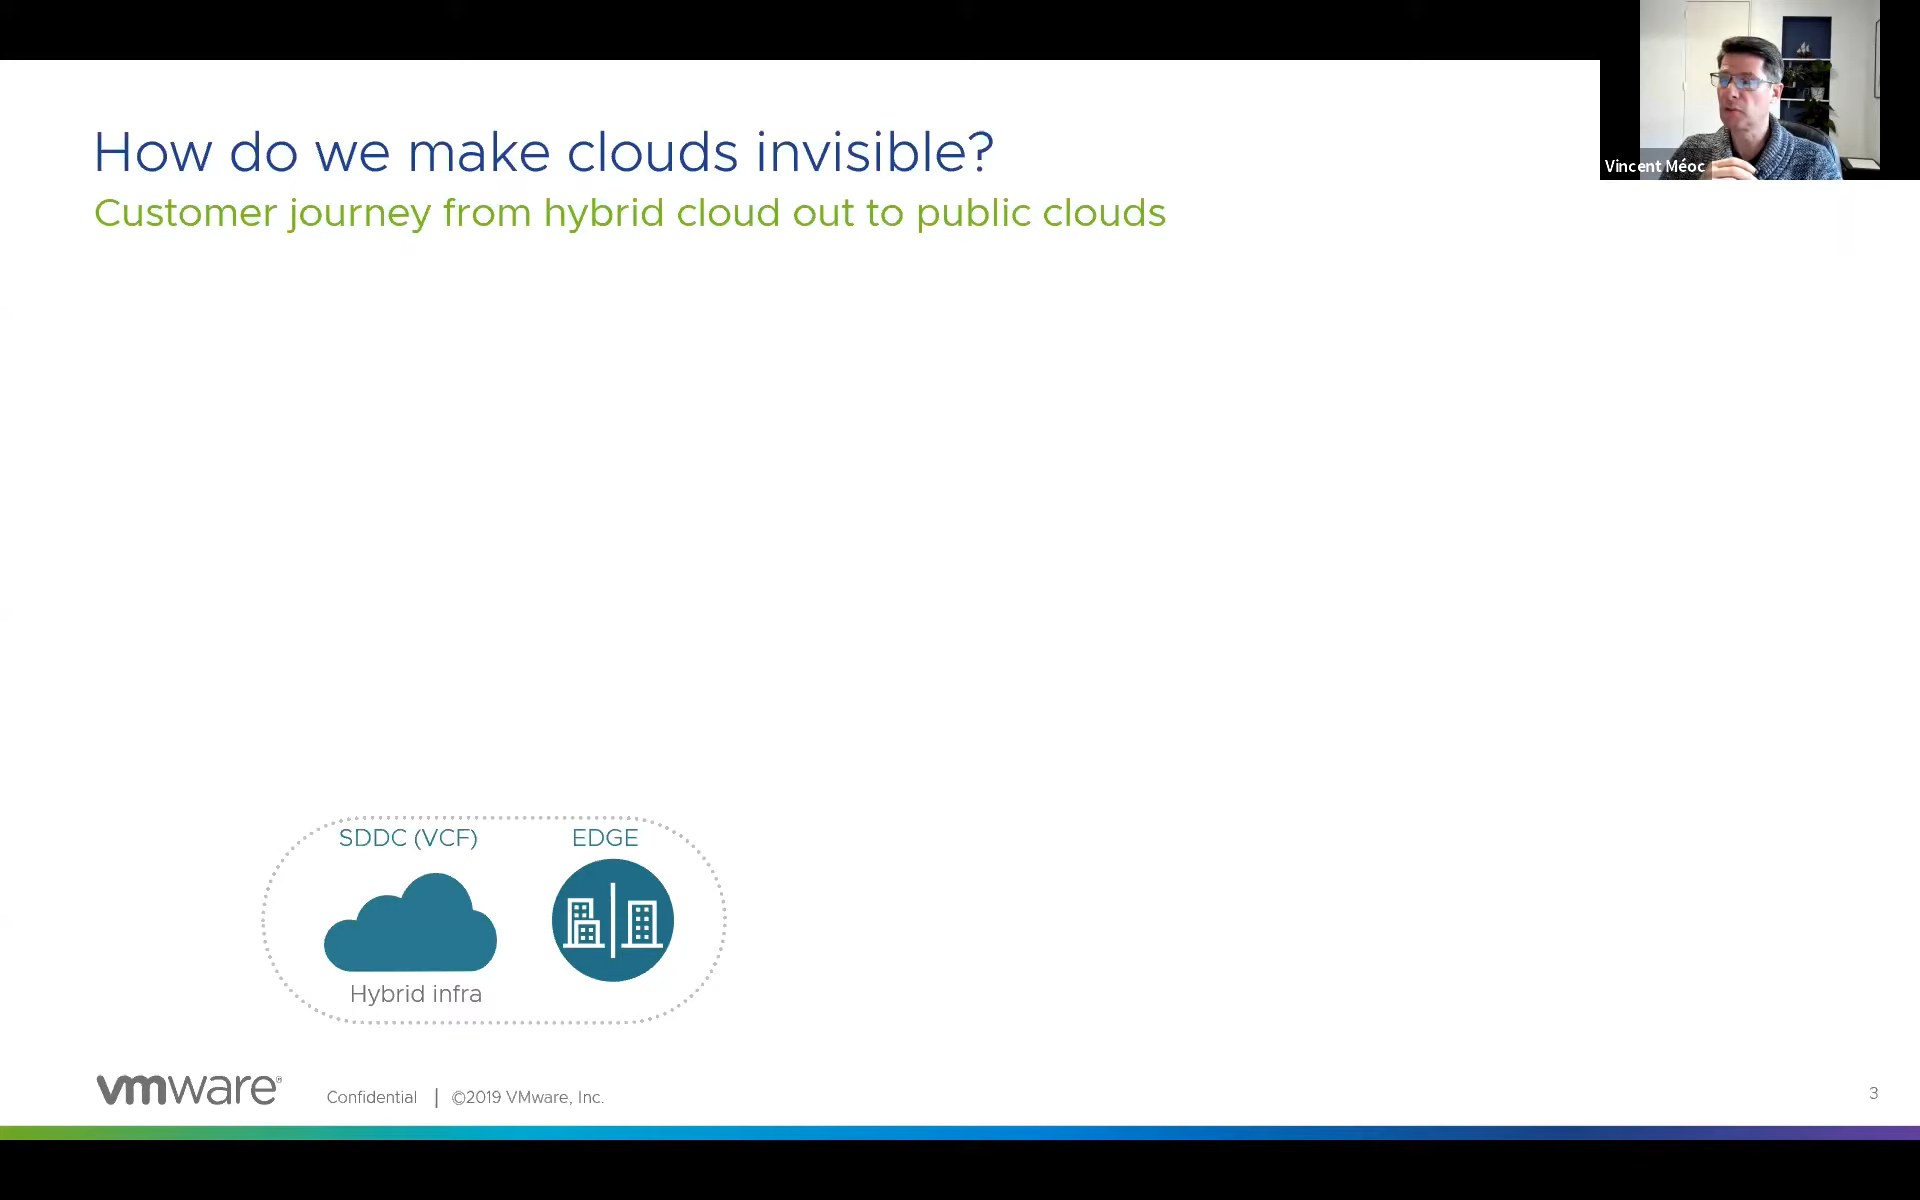 How do we make clouds invisible?
Customer journey from hybrid cloud out to public clouds
Vincent Méoc
SDDC (VCF)
EDGE
Hybrid infra
vmware®
Confidential | ©2019 VMware, Inc.
3